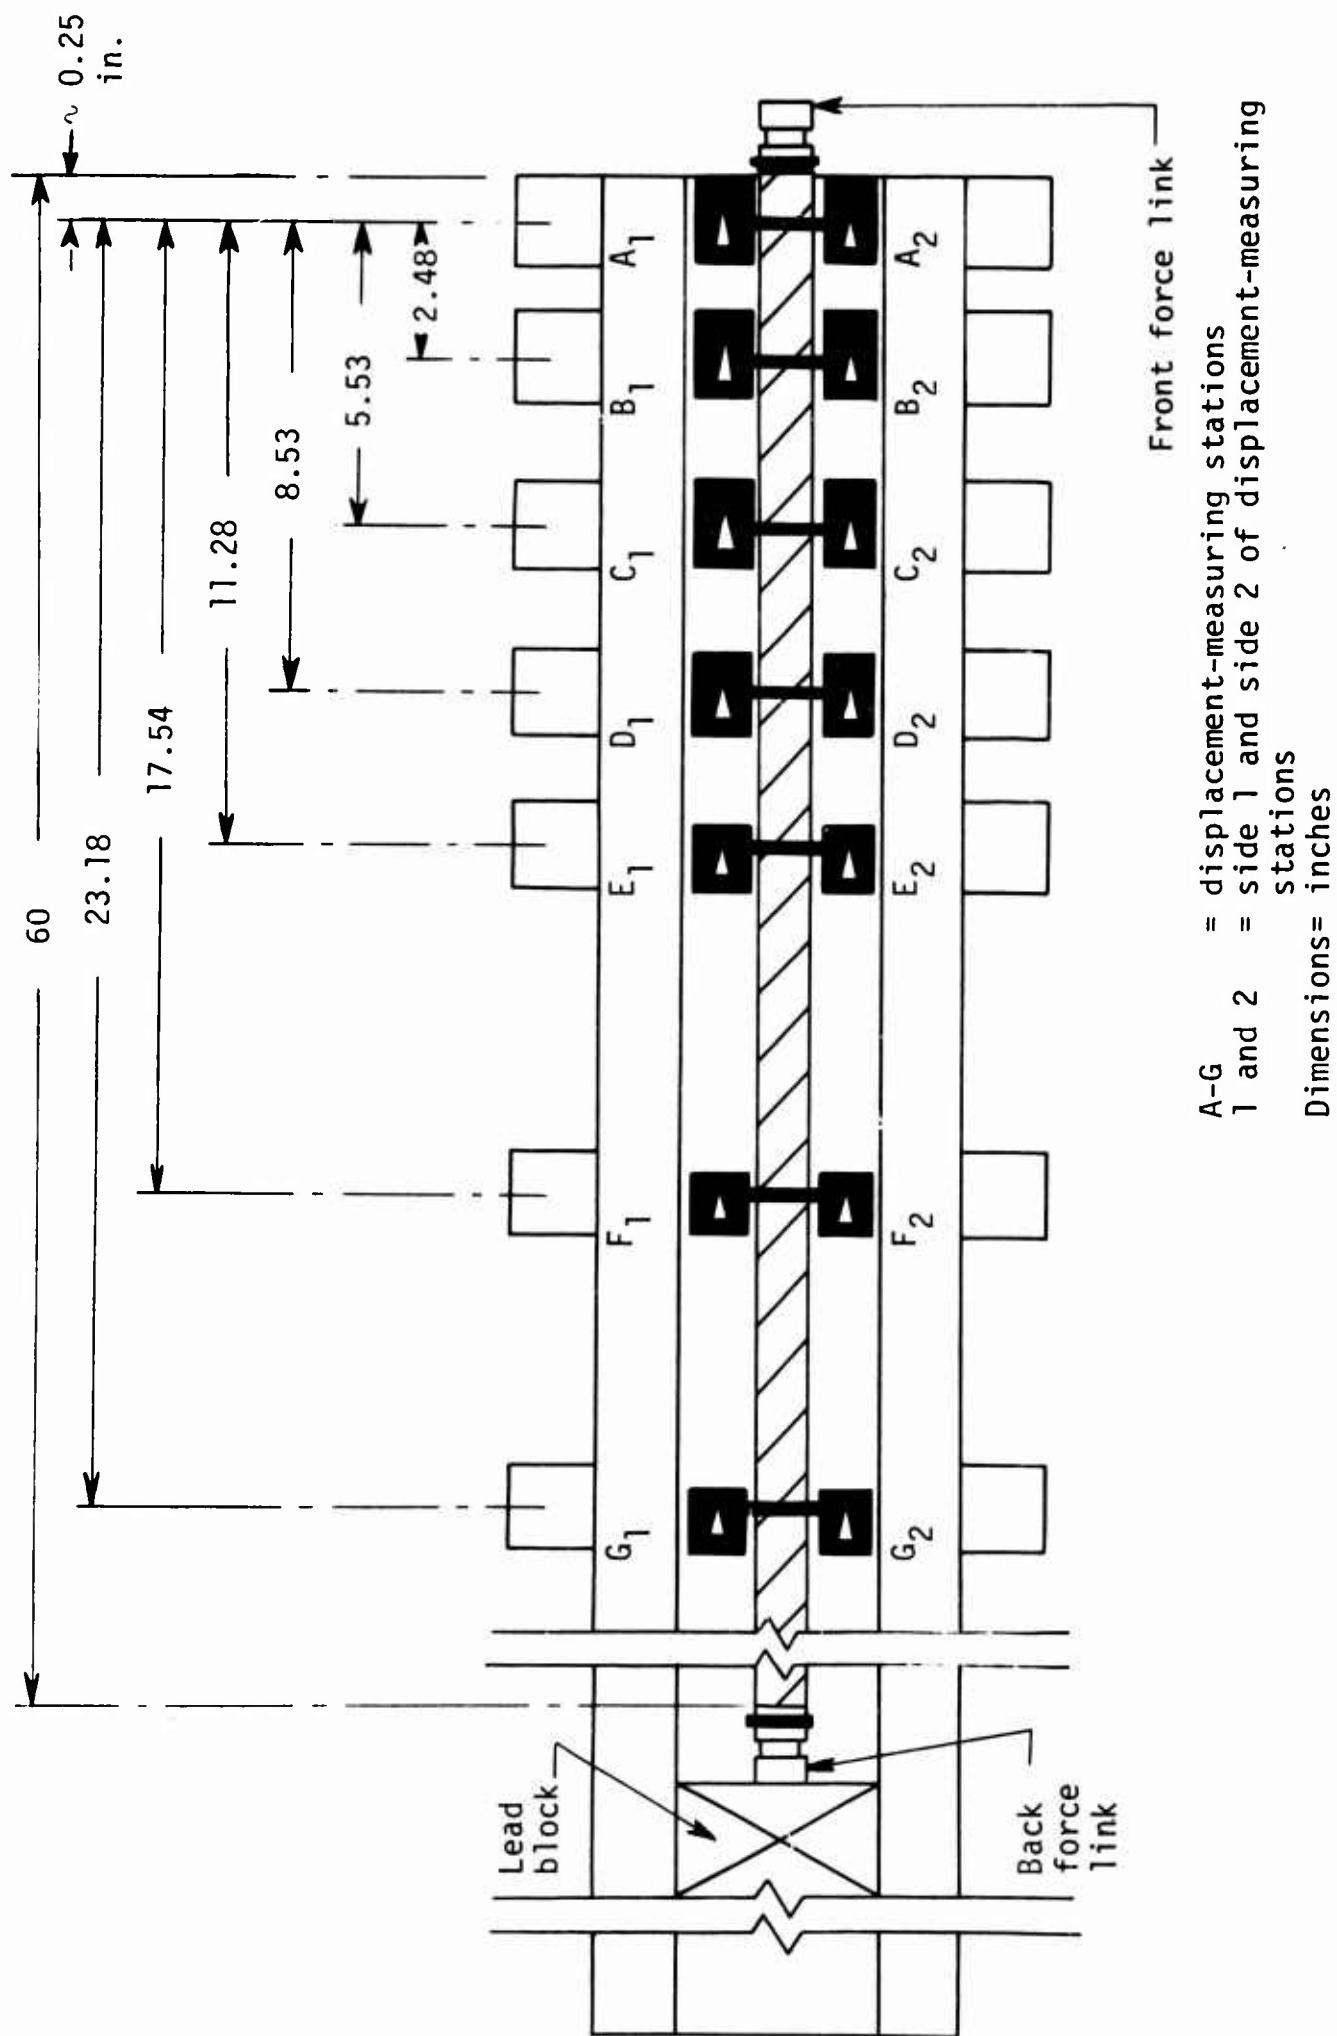 60
23.18
17.54
11.28
8.53
5.53
2.48
~ 0.25
in.
G1
F1
E1
D1
C1
B1
A1
Lead
block
G2
F2
E2
D2
C2
B2
A2
Back
force
link
Front force link
A-G = displacement-measuring stations
1 and 2 = side 1 and side 2 of displacement-measuring
stations
Dimensions= inches